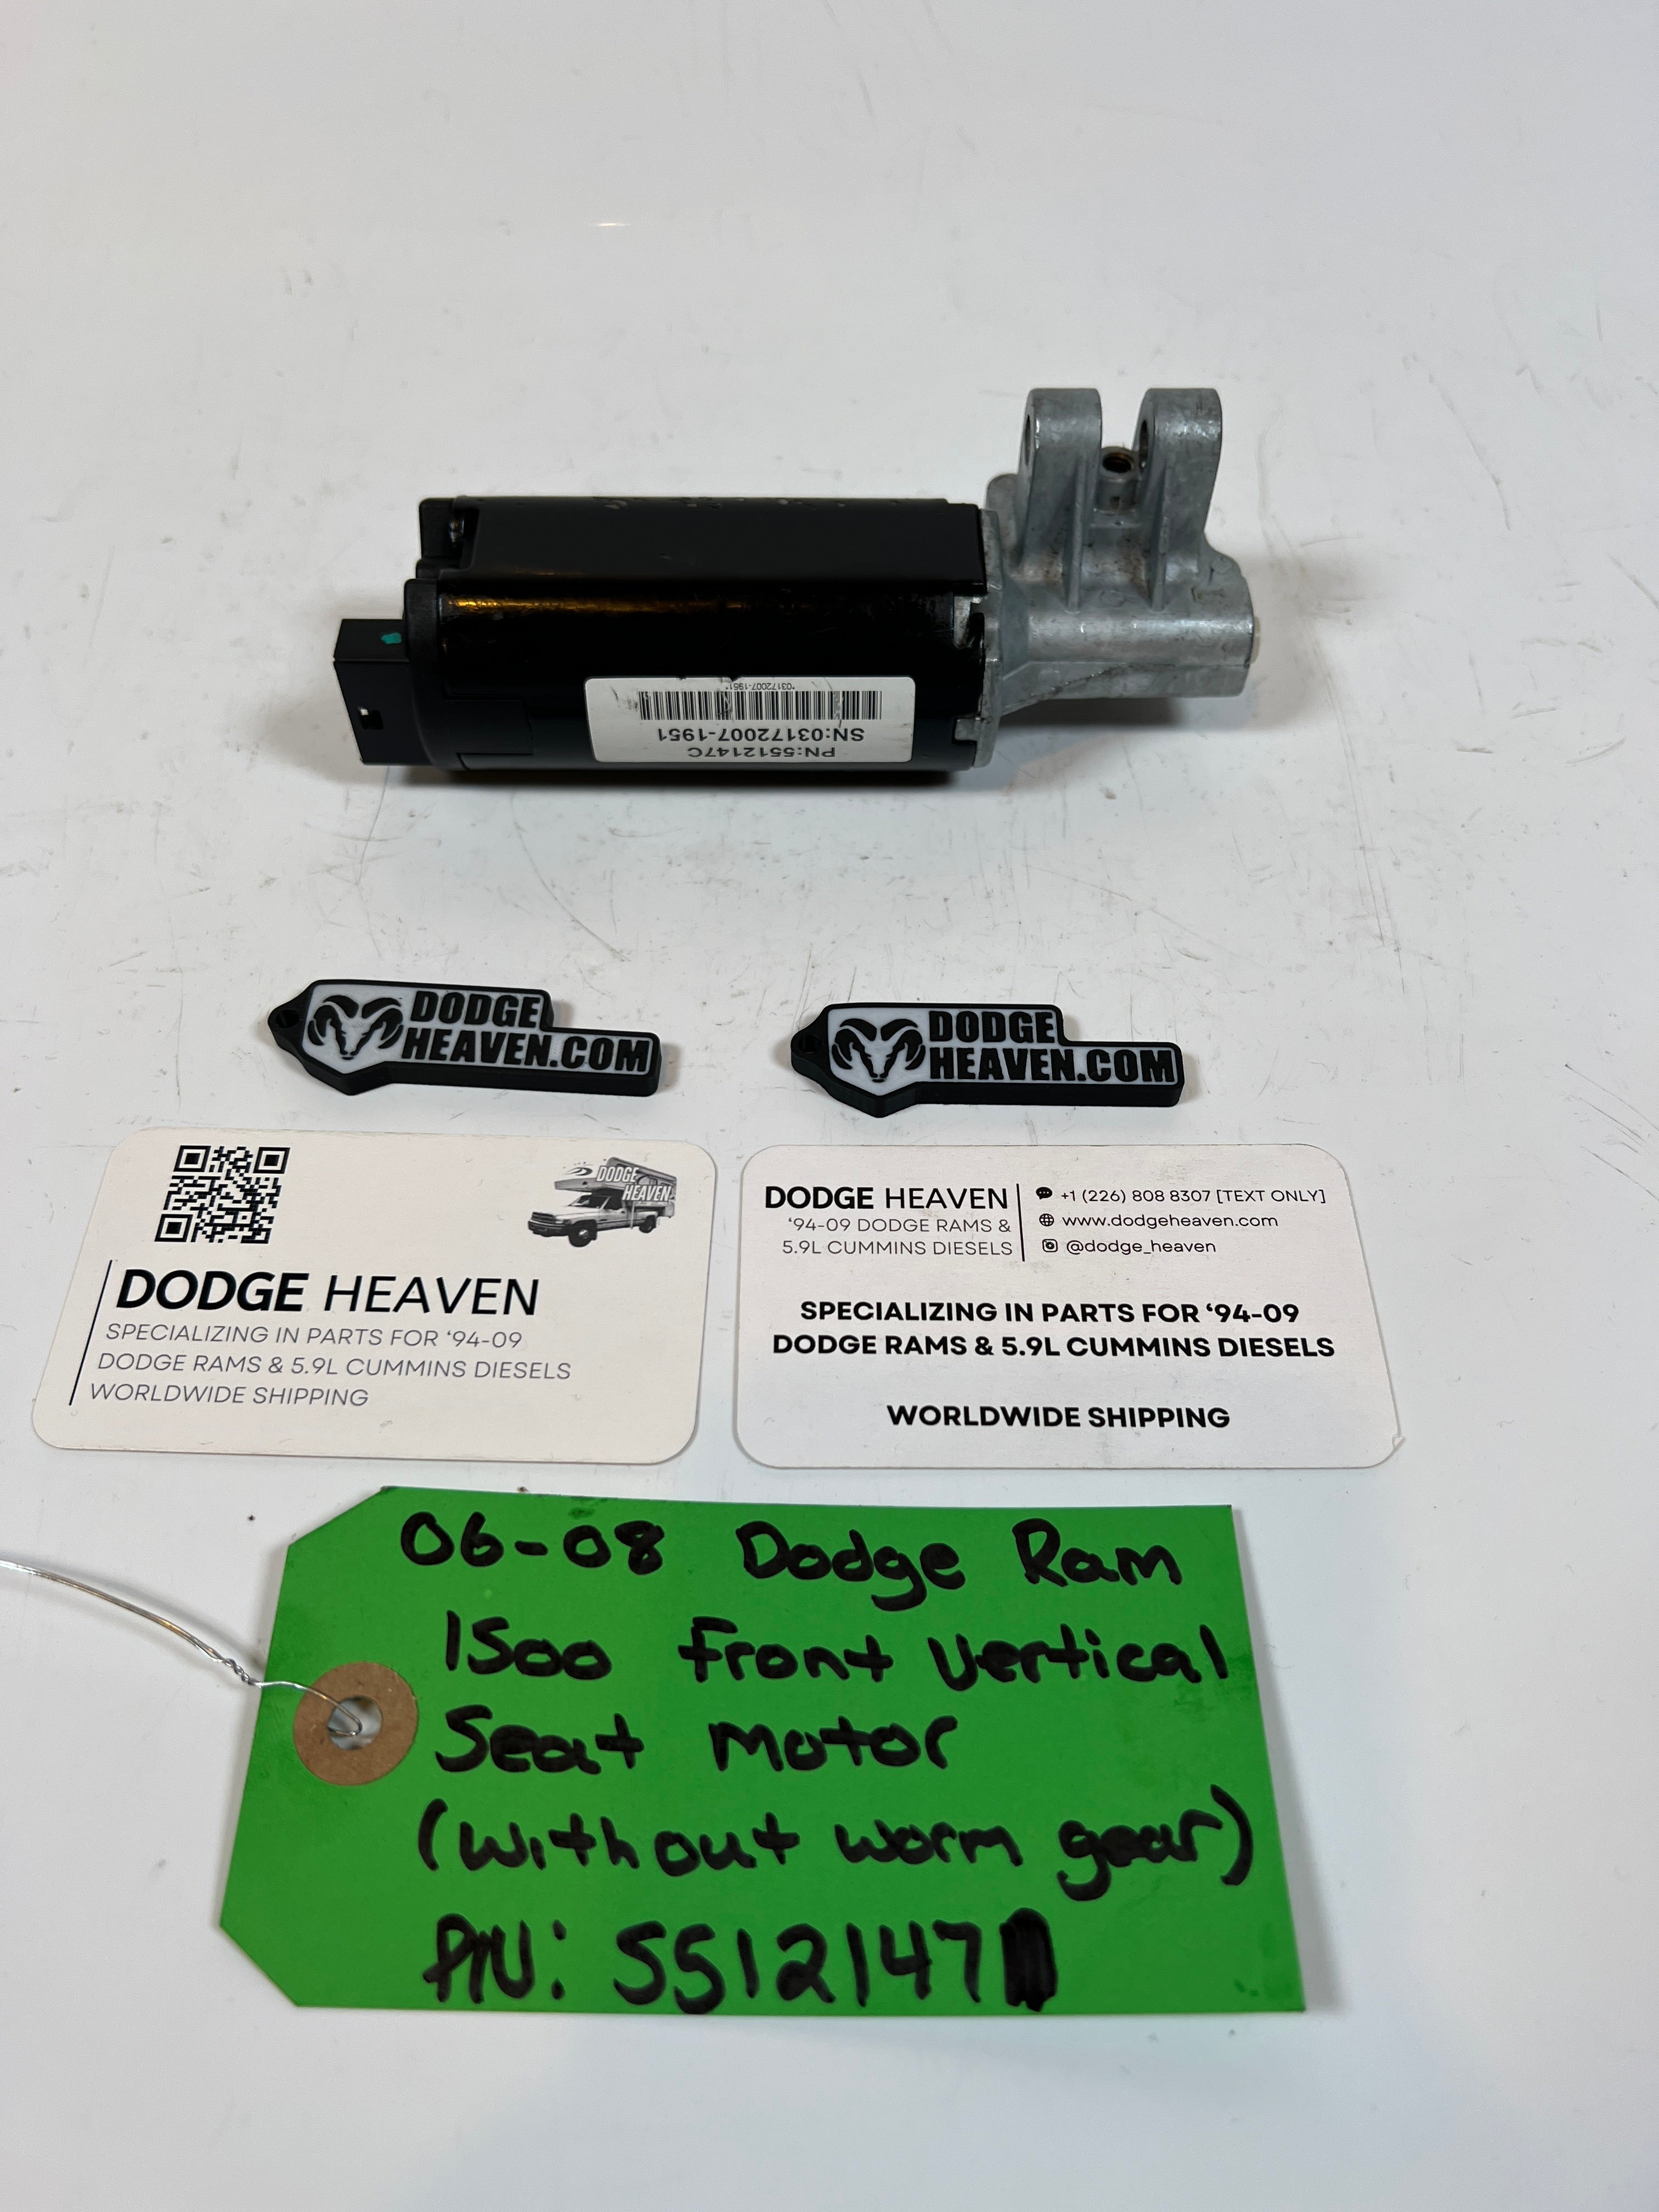 *03172007-1951*
SN:03172007-1951
PN:5512147C
DODGE
HEAVEN.COM
DODGE
HEAVEN.COM
DODGE
HEAVEN
DODGE HEAVEN
SPECIALIZING IN PARTS FOR ‘94-09
DODGE RAMS & 5.9L CUMMINS DIESELS
WORLDWIDE SHIPPING
DODGE HEAVEN
‘94-09 DODGE RAMS &
5.9L CUMMINS DIESELS
+1 (226) 808 8307 [TEXT ONLY]
www.dodgeheaven.com
@dodge_heaven
SPECIALIZING IN PARTS FOR ‘94-09
DODGE RAMS & 5.9L CUMMINS DIESELS
WORLDWIDE SHIPPING
06-08 Dodge Ram
1500 Front Vertical
Seat Motor
(without worm gear)
P/N: 5512147